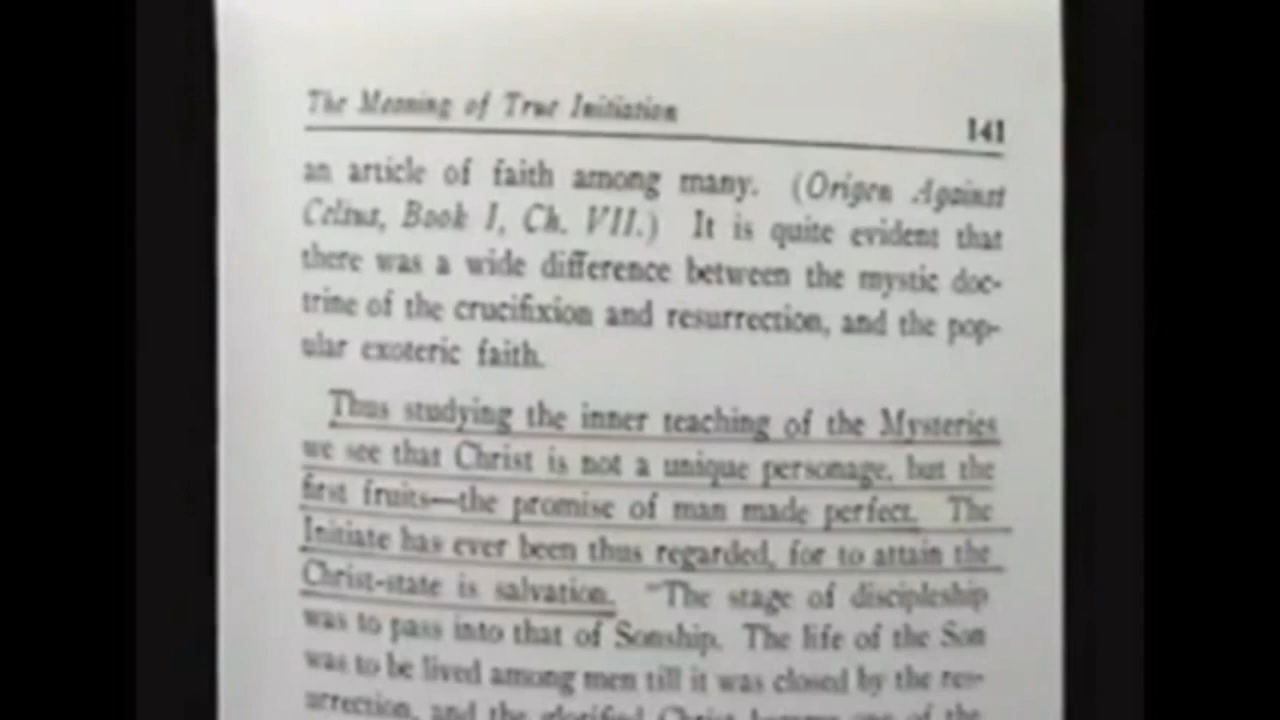 The Meaning of True Initiation 141
an article of faith among many. (Origen Against
Celsus, Book I, Ch. VII.) It is quite evident that
there was a wide difference between the mystic doc-
trine of the crucifixion and resurrection, and the pop-
ular exoteric faith.
Thus studying the inner teaching of the Mysteries
we see that Christ is not a unique personage, but the
first fruits—the promise of man made perfect. The
Initiate has ever been thus regarded, for to attain the
Christ-state is salvation. "The stage of discipleship
was to pass into that of Sonship. The life of the Son
was to be lived among men till it was closed by the res-
urrection, and the glorified Christ became one of the